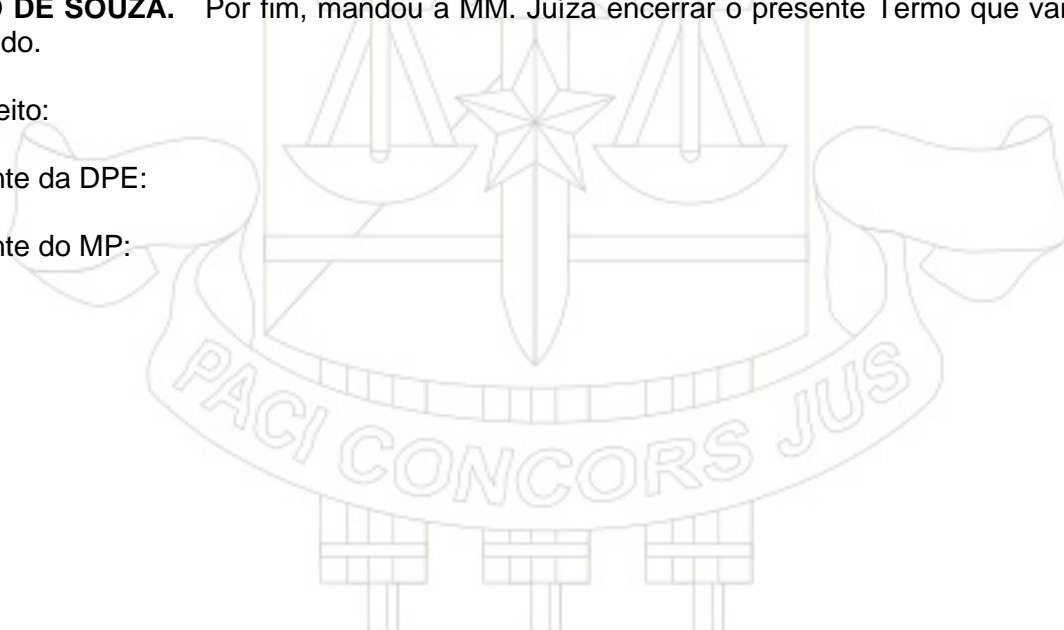 O DE SOUZA. Por fim, mandou a MM. Juíza encerrar o presente Termo que vai
do.
eito:
nte da DPE:
nte do MP:
PACI CONCORS JUS